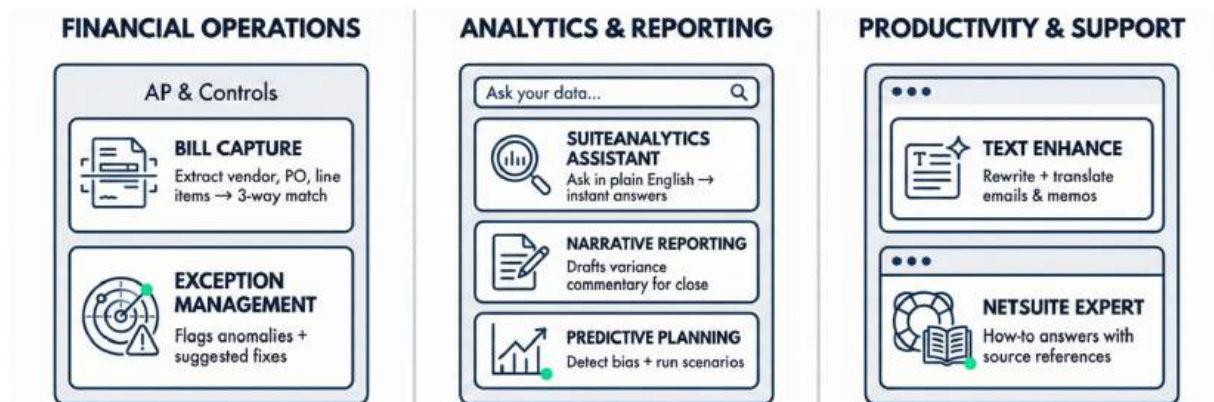 FINANCIAL OPERATIONS
AP & Controls
BILL CAPTURE
Extract vendor, PO, line
items → 3-way match
EXCEPTION
MANAGEMENT
Flags anomalies +
suggested fixes
ANALYTICS & REPORTING
Ask your data...
SUITEANALYTICS
ASSISTANT
Ask in plain English →
instant answers
NARRATIVE REPORTING
Drafts variance
commentary for close
PREDICTIVE PLANNING
Detect bias + run scenarios
PRODUCTIVITY & SUPPORT
T
TEXT ENHANCE
Rewrite + translate
emails & memos
NETSUITE EXPERT
How-to answers with
source references